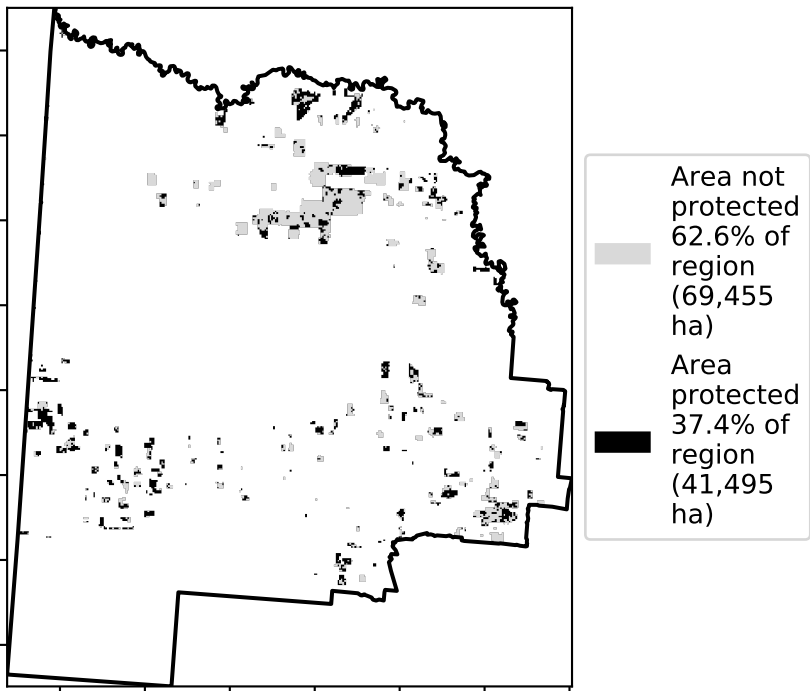 Area not
protected
62.6% of
region
(69,455
ha)
Area
protected
37.4% of
region
(41,495
ha)